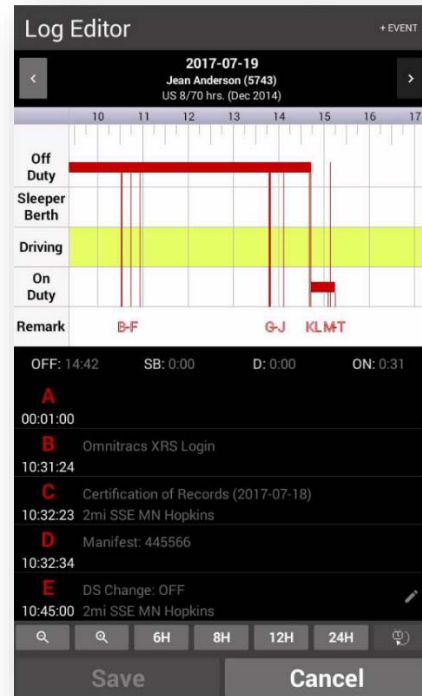 Log Editor
+ EVENT
2017-07-19
Jean Anderson (5743)
US 8/70 hrs. (Dec 2014)
10 11 12 13 14 15 16 17
Off
Duty
Sleeper
Berth
Driving
On
Duty
Remark B-F G-J KLM-T
OFF: 14:42 SB: 0:00 D: 0:00 ON: 0:31
A
00:01:00
B Omnitracs XRS Login
10:31:24
C Certification of Records (2017-07-18)
10:32:23 2mi SSE MN Hopkins
D Manifest: 445566
10:32:34
E DS Change: OFF
10:45:00 2mi SSE MN Hopkins
6H 8H 12H 24H
Save Cancel